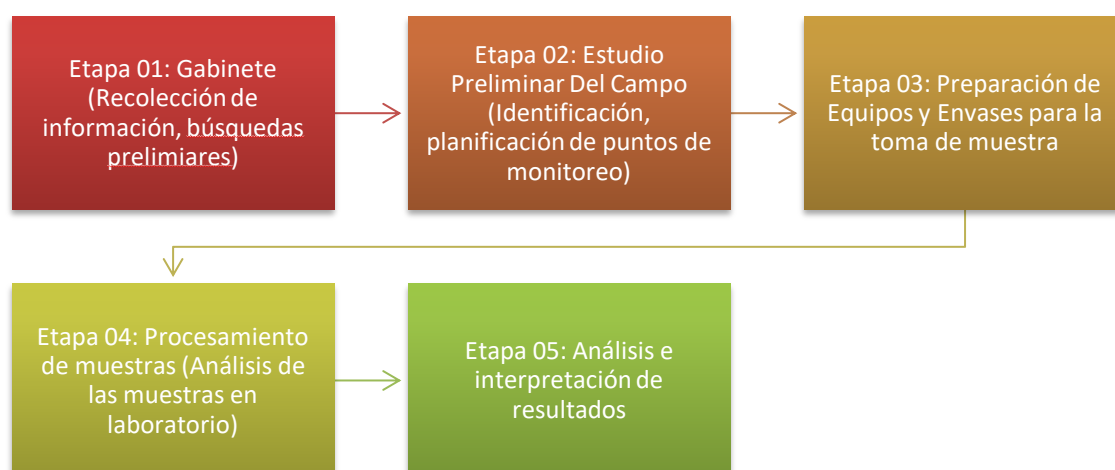 Etapa 01: Gabinete
(Recolección de
información, búsquedas
prelimiares)
Etapa 02: Estudio
Preliminar Del Campo
(Identificación,
planificación de puntos de
monitoreo)
Etapa 03: Preparación de
Equipos y Envases para la
toma de muestra
Etapa 04: Procesamiento
de muestras (Análisis de
las muestras en
laboratorio)
Etapa 05: Análisis e
interpretación de
resultados